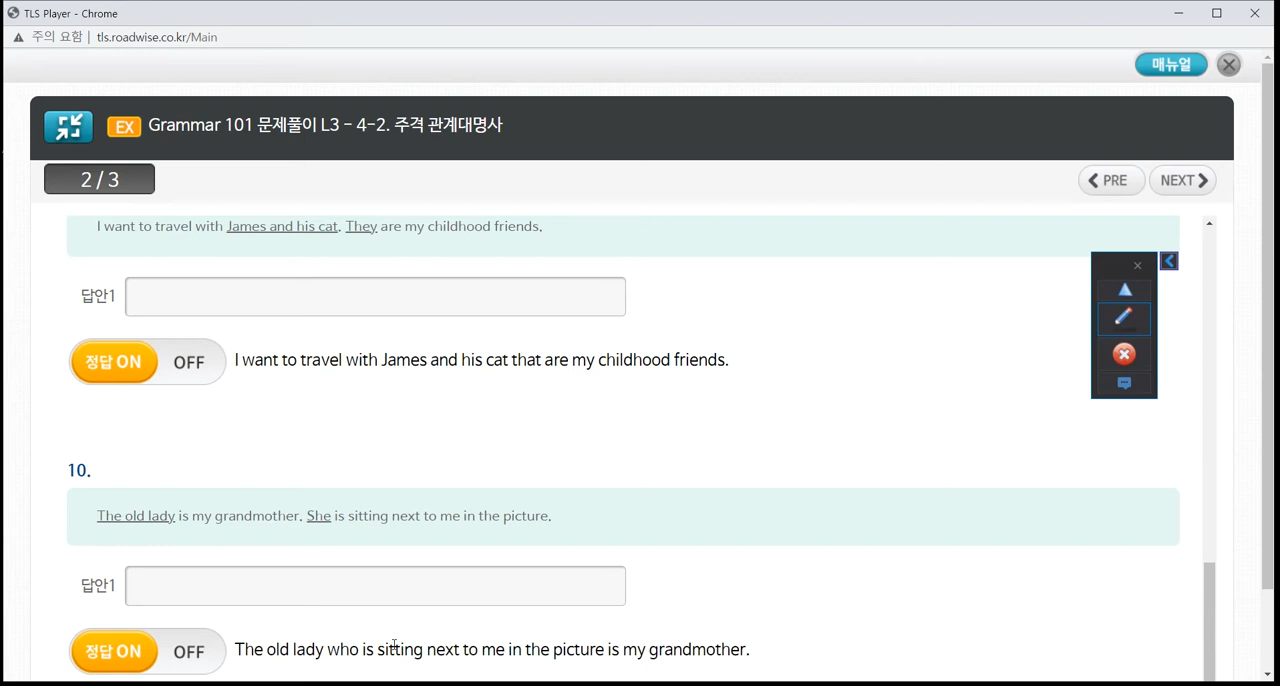 TLS Player - Chrome
주의 요함 | tls.roadwise.co.kr/Main
매뉴얼
EX Grammar 101 문제풀이 L3 - 4-2. 주격 관계대명사
2 / 3
PRE
NEXT
I want to travel with James and his cat. They are my childhood friends.
답안1
정답 ON OFF I want to travel with James and his cat that are my childhood friends.
10.
The old lady is my grandmother. She is sitting next to me in the picture.
답안1
정답 ON OFF The old lady who is sitting next to me in the picture is my grandmother.